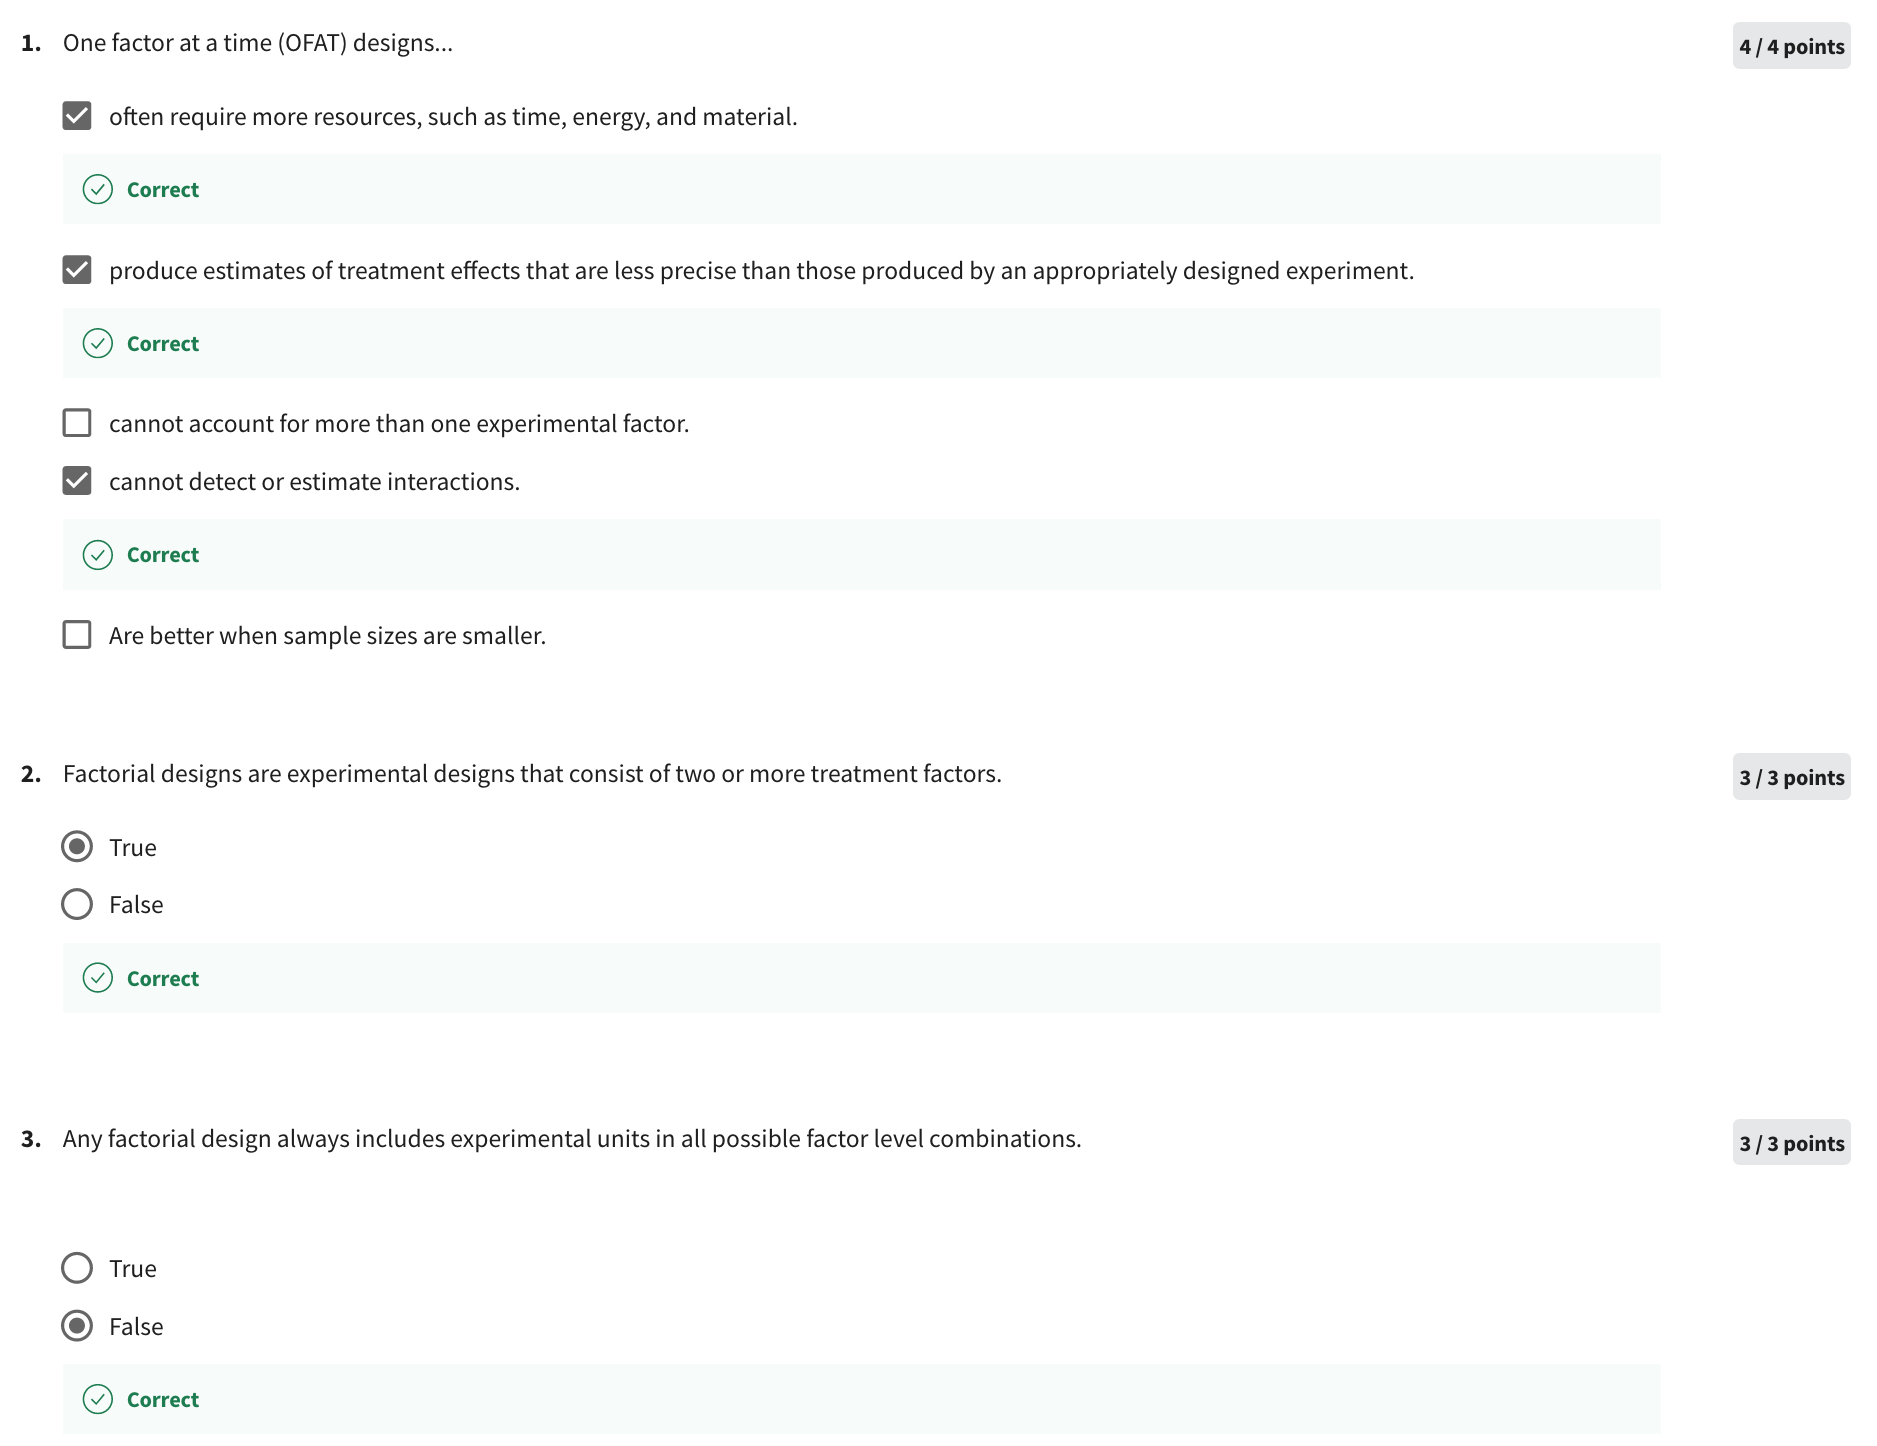 1. One factor at a time (OFAT) designs...
4 / 4 points
often require more resources, such as time, energy, and material.
Correct
produce estimates of treatment effects that are less precise than those produced by an appropriately designed experiment.
Correct
cannot account for more than one experimental factor.
cannot detect or estimate interactions.
Correct
Are better when sample sizes are smaller.
2. Factorial designs are experimental designs that consist of two or more treatment factors.
3 / 3 points
True
False
Correct
3. Any factorial design always includes experimental units in all possible factor level combinations.
3 / 3 points
True
False
Correct